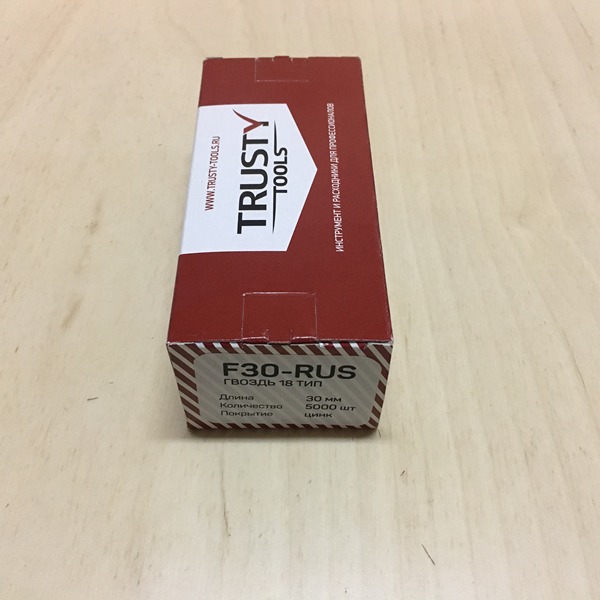 WWW.TRUSTY-TOOLS.RU
TRUSTY
TOOLS
ИНСТРУМЕНТ И РАСХОДНИКИ ДЛЯ ПРОФЕССИОНАЛОВ
F30-RUS
ГВОЗДЬ 18 ТИП
Длина 30 мм
Количество 5000 шт
Покрытие цинк